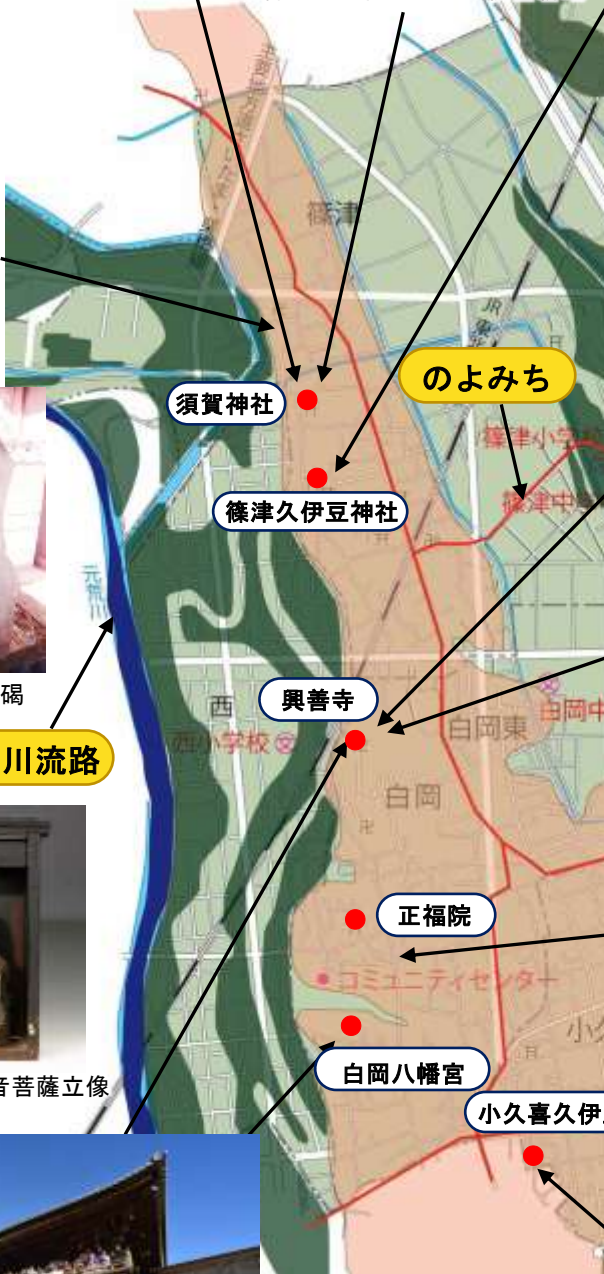 篠津
JR
須賀神社
のよみち
篠津小学校
篠津久伊豆神社
篠津中
碣
興善寺
西
西小学校
白岡東
白岡中
川流路
白岡
正福院
コミュニティセンター
小久
音菩薩立像
白岡八幡宮
小久喜久伊